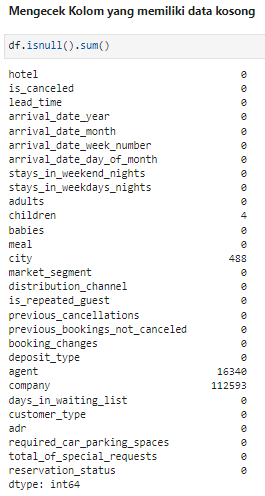 Mengecek Kolom yang memiliki data kosong
df.isnull().sum()
hotel 0
is_canceled 0
lead_time 0
arrival_date_year 0
arrival_date_month 0
arrival_date_week_number 0
arrival_date_day_of_month 0
stays_in_weekend_nights 0
stays_in_weekdays_nights 0
adults 0
children 4
babies 0
meal 0
city 488
market_segment 0
distribution_channel 0
is_repeated_guest 0
previous_cancellations 0
previous_bookings_not_canceled 0
booking_changes 0
deposit_type 0
agent 16340
company 112593
days_in_waiting_list 0
customer_type 0
adr 0
required_car_parking_spaces 0
total_of_special_requests 0
reservation_status 0
dtype: int64